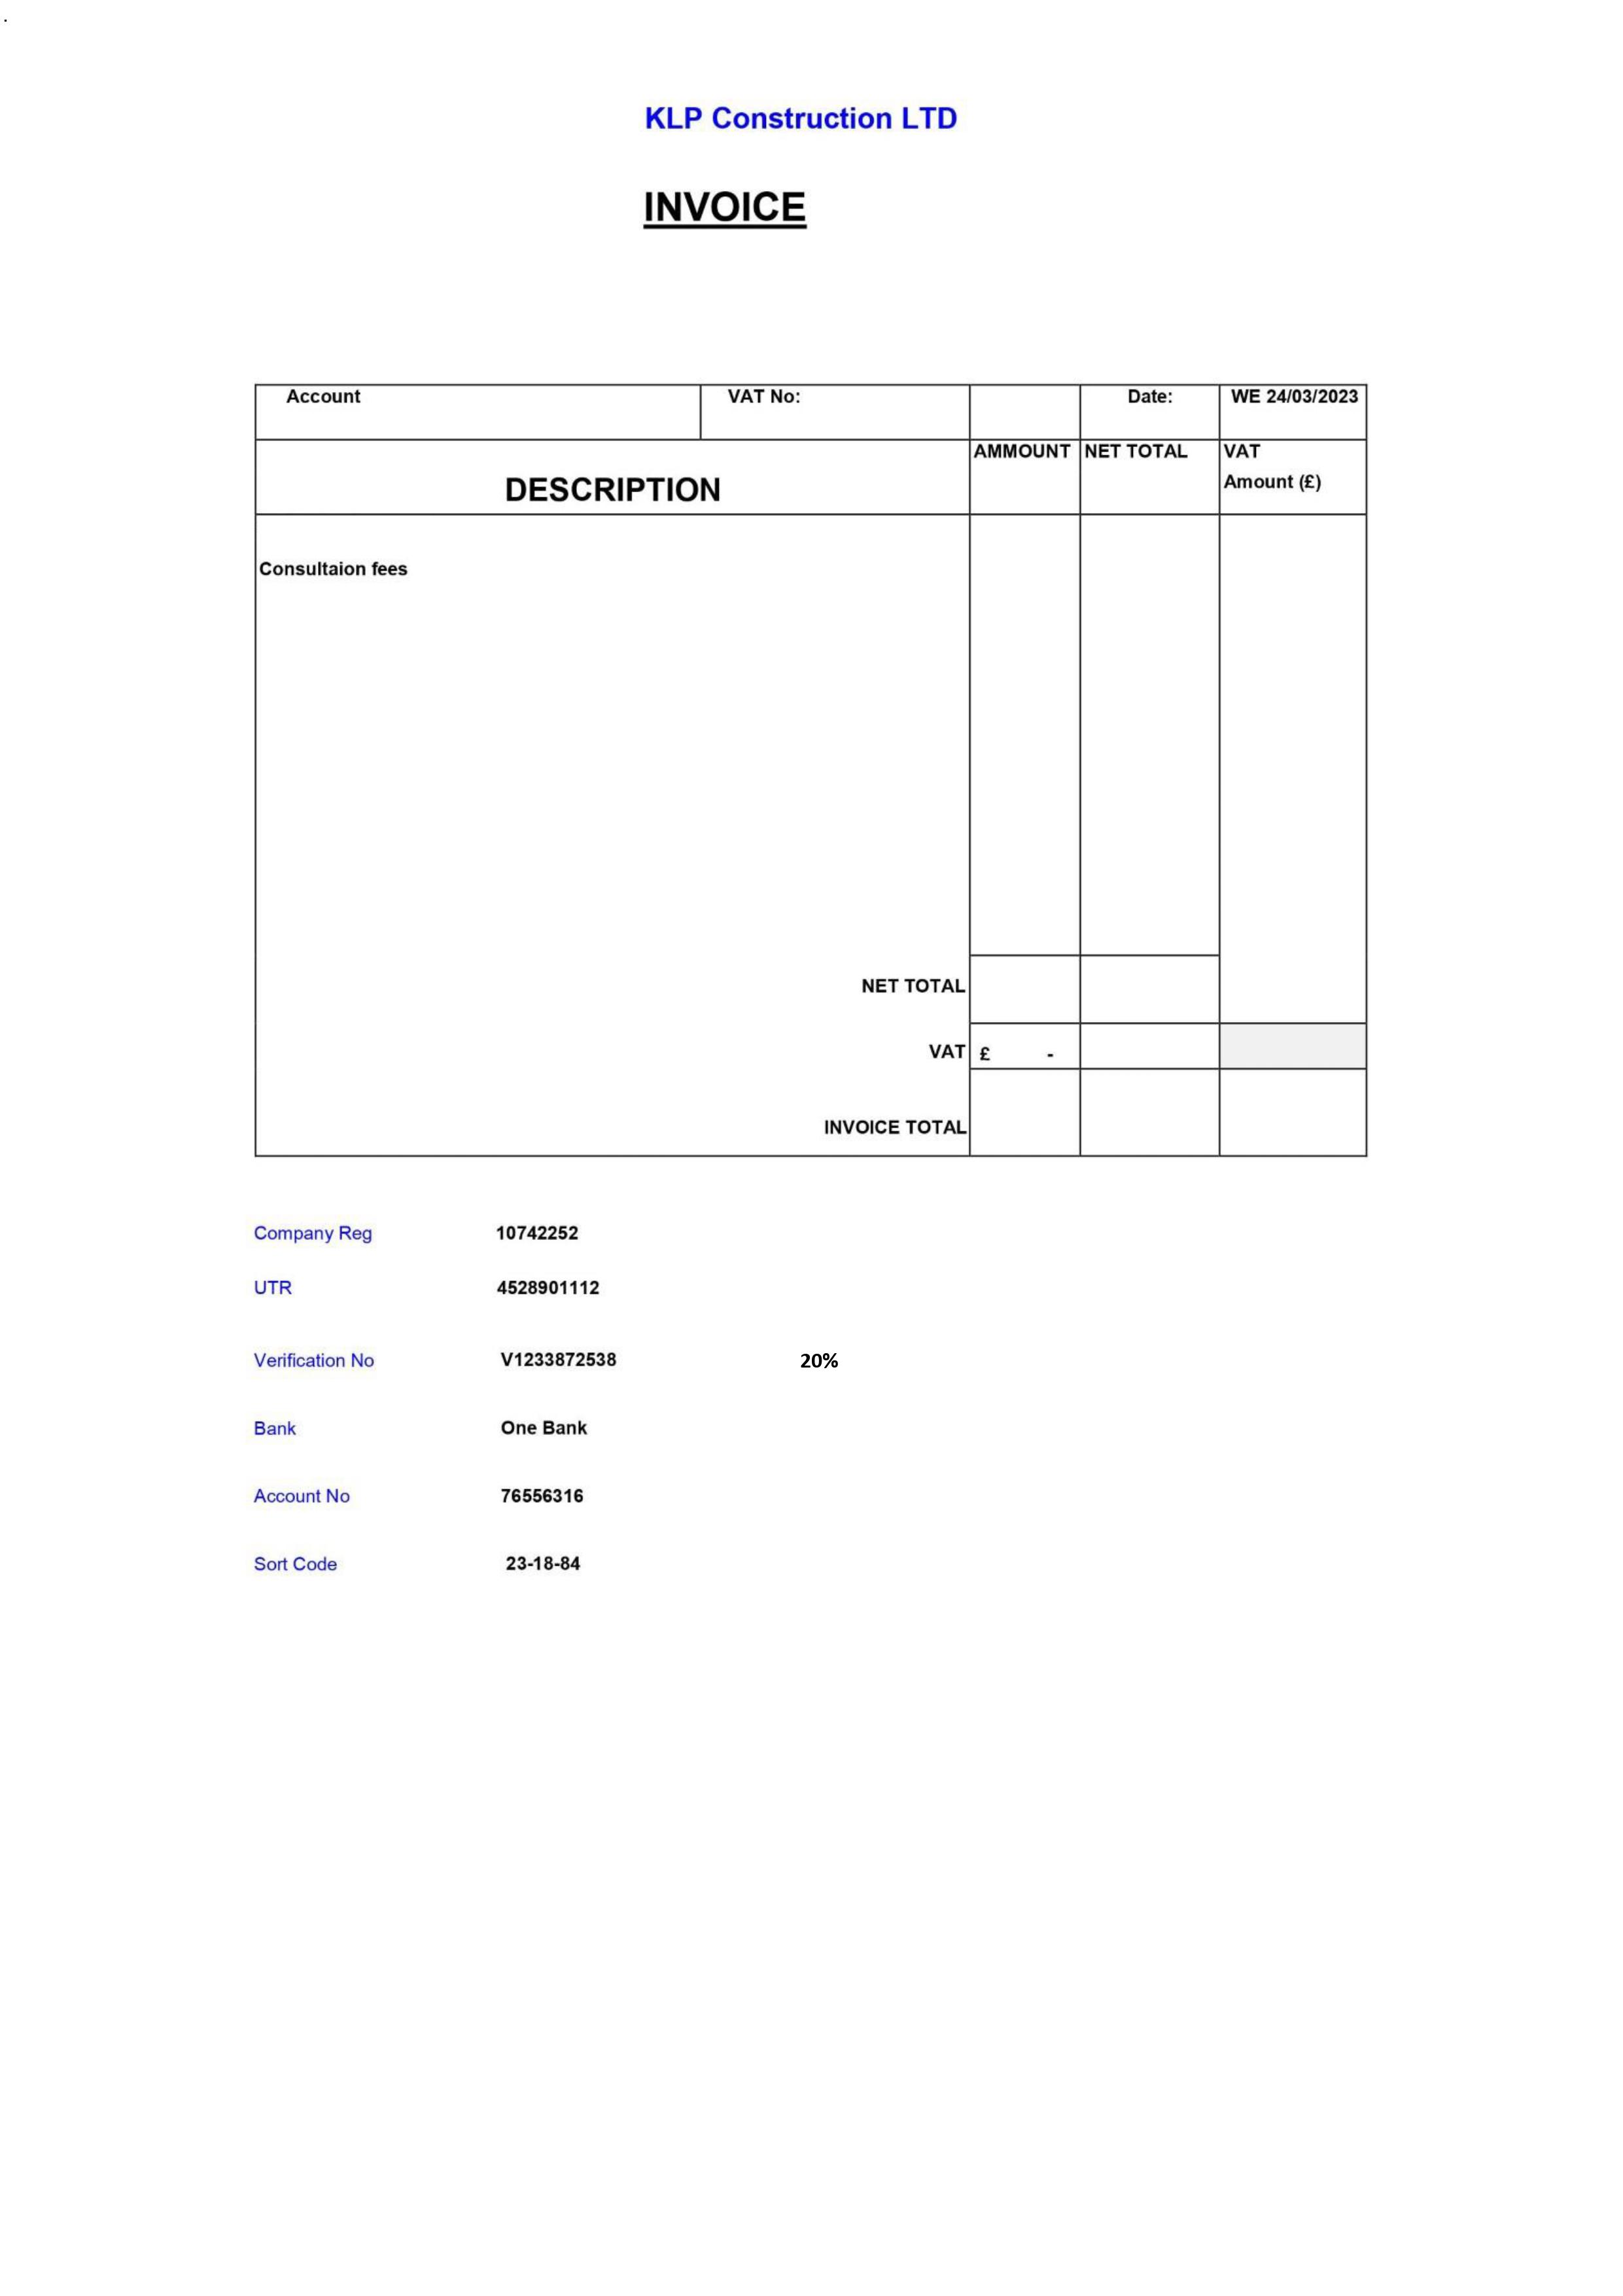 .
KLP Construction LTD
INVOICE
Account VAT No: Date: WE 24/03/2023
DESCRIPTION AMMOUNT NET TOTAL VAT
Amount (£)
Consultaion fees
NET TOTAL
VAT £ -
INVOICE TOTAL
Company Reg 10742252
UTR 4528901112
Verification No V1233872538 20%
Bank One Bank
Account No 76556316
Sort Code 23-18-84